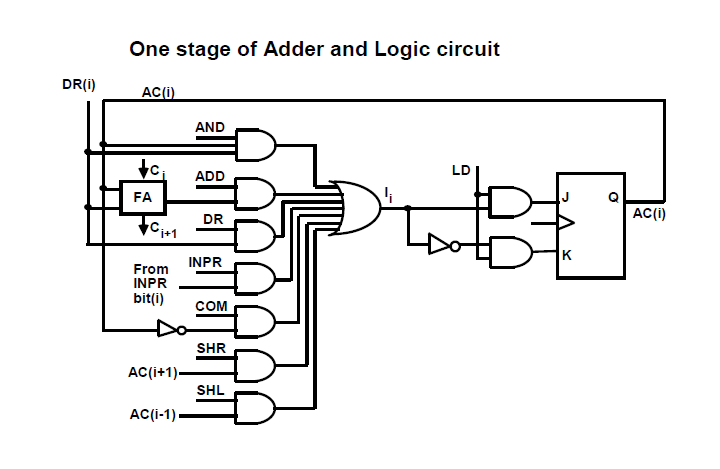 One stage of Adder and Logic circuit
DR(i)
AC(i)
AND
C i
ADD
FA
DR
C i+1
INPR
From
INPR
bit(i)
COM
SHR
AC(i+1)
SHL
AC(i-1)
I i
LD
J
Q
AC(i)
K